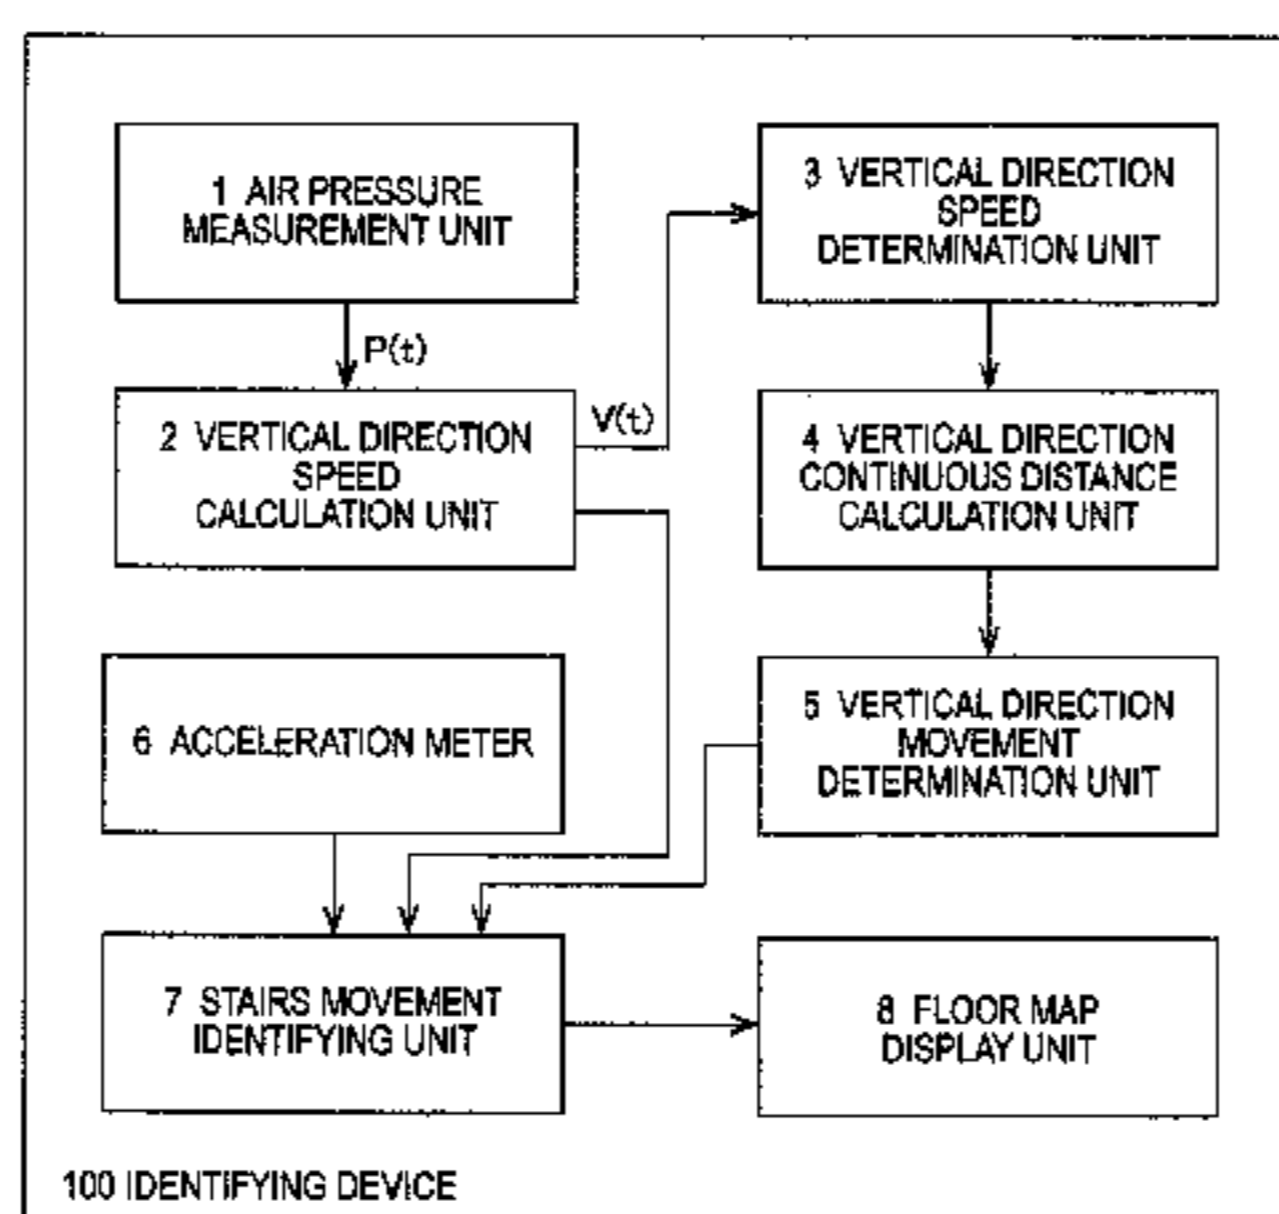 1 AIR PRESSURE
MEASUREMENT UNIT
P(t)
2 VERTICAL DIRECTION
SPEED
CALCULATION UNIT
V(t)
3 VERTICAL DIRECTION
SPEED
DETERMINATION UNIT
4 VERTICAL DIRECTION
CONTINUOUS DISTANCE
CALCULATION UNIT
5 VERTICAL DIRECTION
MOVEMENT
DETERMINATION UNIT
6 ACCELERATION METER
7 STAIRS MOVEMENT
IDENTIFYING UNIT
8 FLOOR MAP
DISPLAY UNIT
100 IDENTIFYING DEVICE